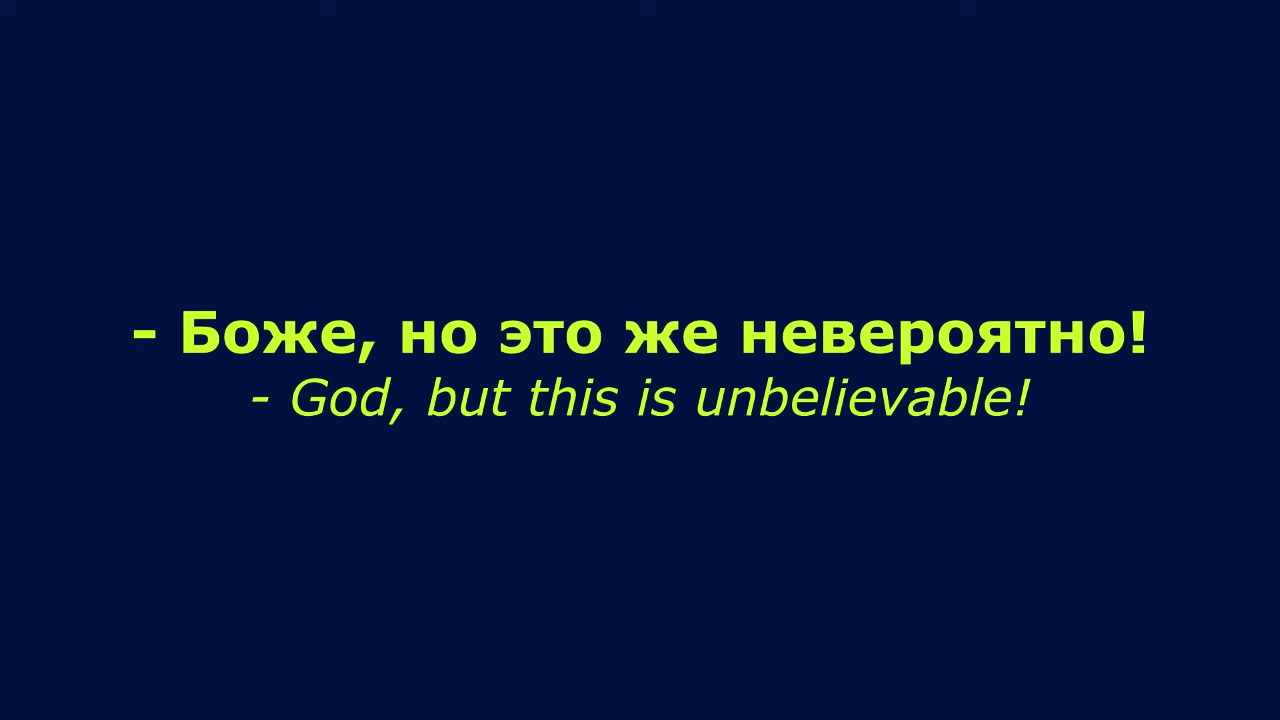 - Боже, но это же невероятно!
- God, but this is unbelievable!